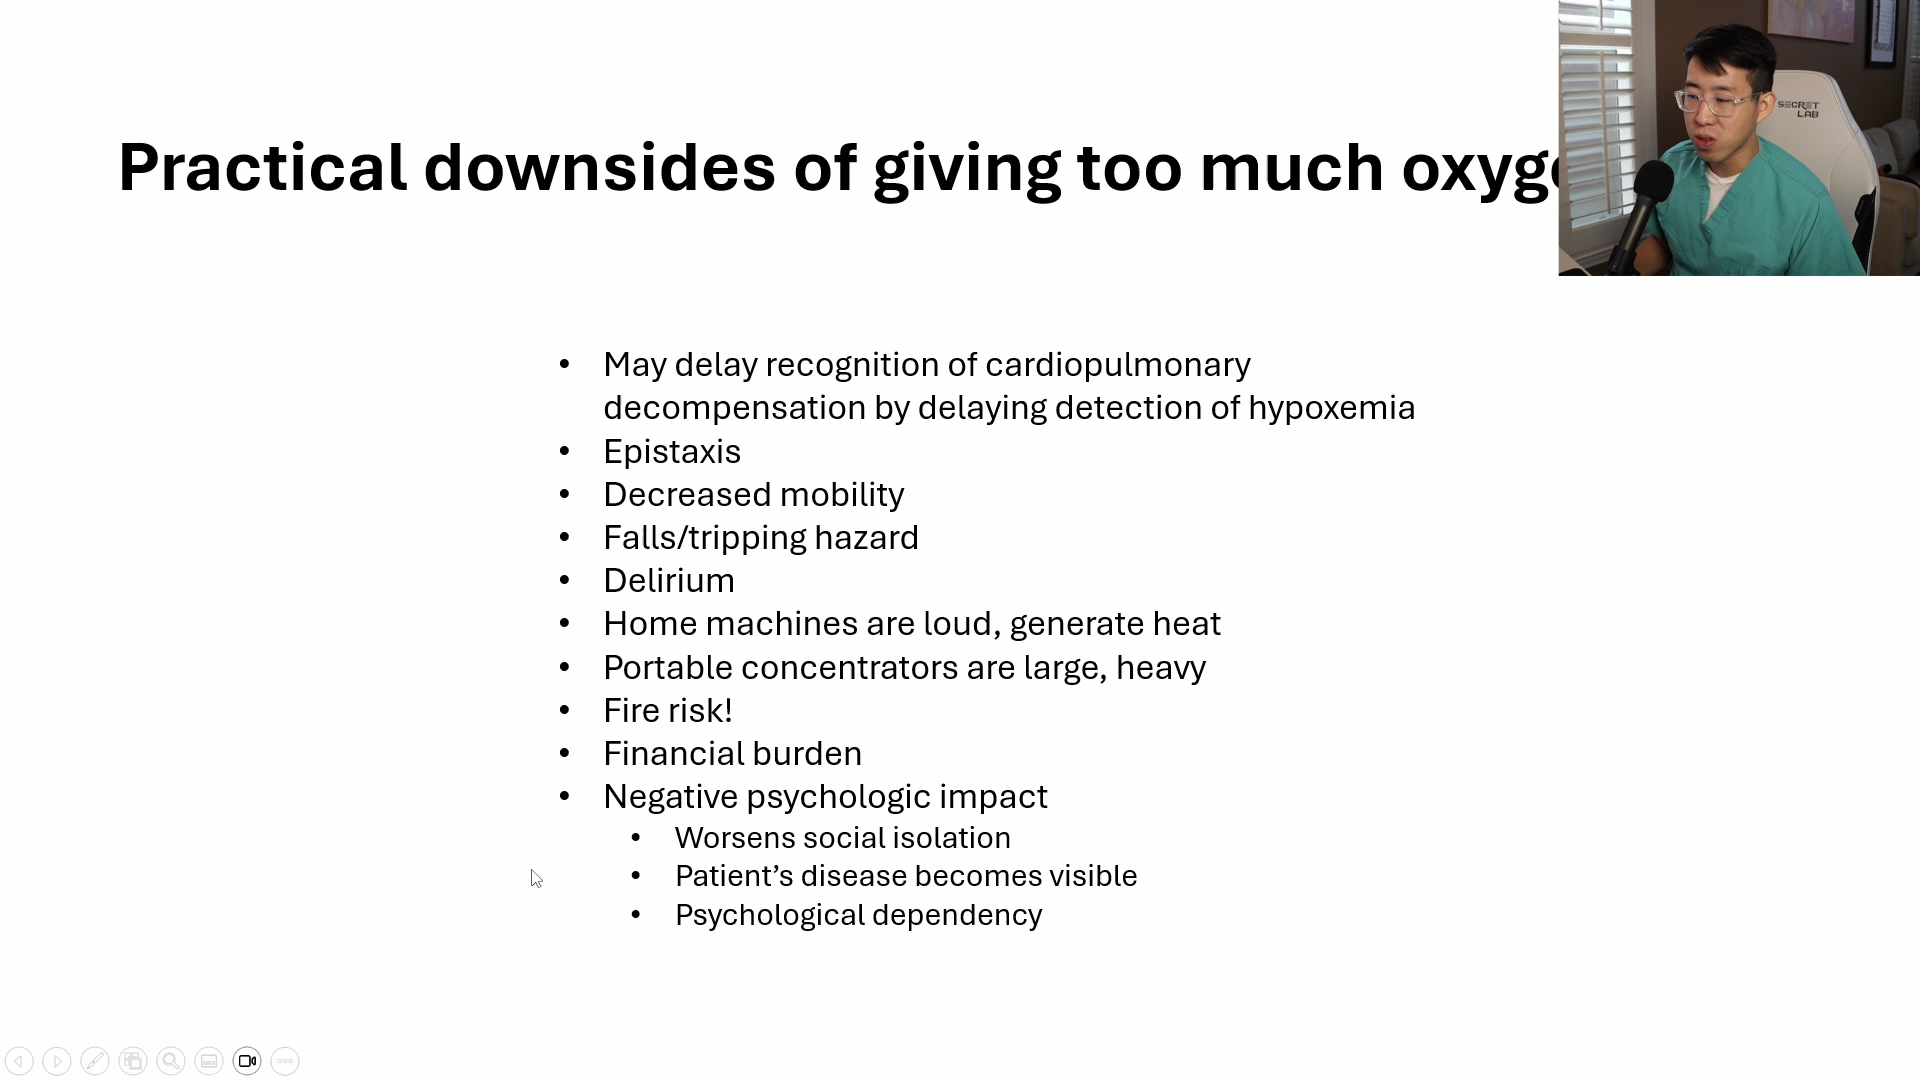 Practical downsides of giving too much
SECRET
LAB
• May delay recognition of cardiopulmonary
decompensation by delaying detection of hypoxemia
• Epistaxis
• Decreased mobility
• Falls/tripping hazard
• Delirium
• Home machines are loud, generate heat
• Portable concentrators are large, heavy
• Fire risk!
• Financial burden
• Negative psychologic impact
• Worsens social isolation
• Patient’s disease becomes visible
• Psychological dependency